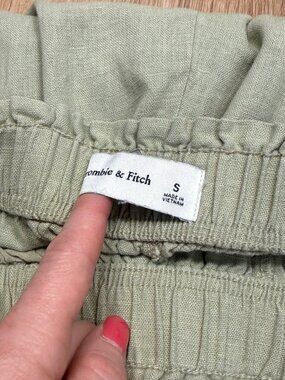 rombie & Fitch
S
MADE IN
VIETNAM